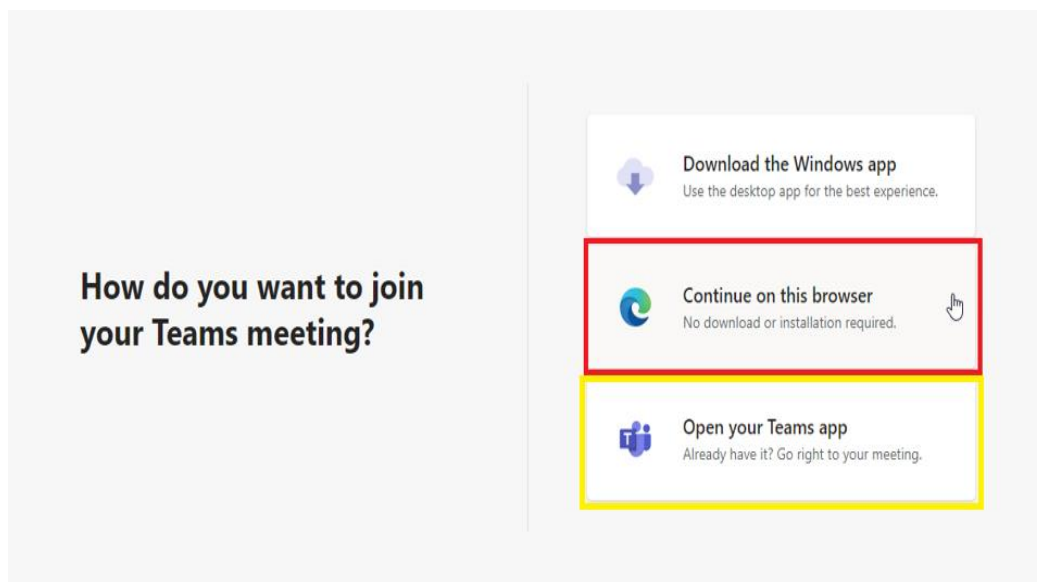 How do you want to join
your Teams meeting?
Download the Windows app
Use the desktop app for the best experience.
Continue on this browser
No download or installation required.
Open your Teams app
Already have it? Go right to your meeting.